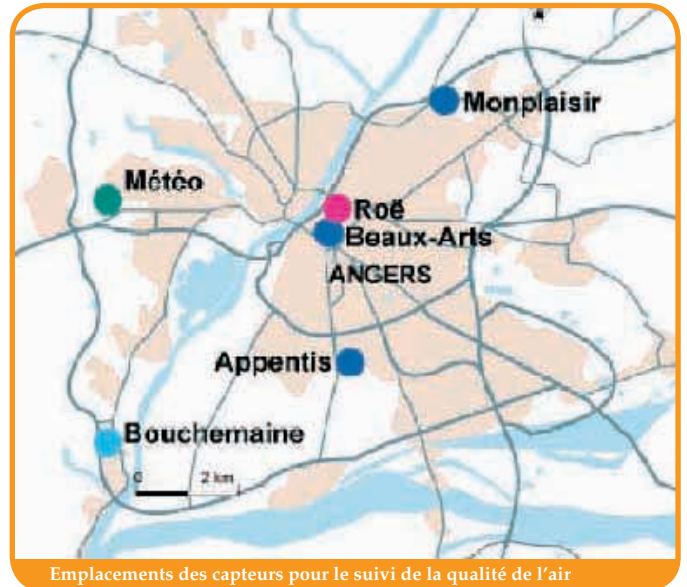 Monplaisir
Météo
Roë
Beaux-Arts
ANGERS
Appentis
Bouchemaine
0 2 km
Emplacements des capteurs pour le suivi de la qualité de l'air